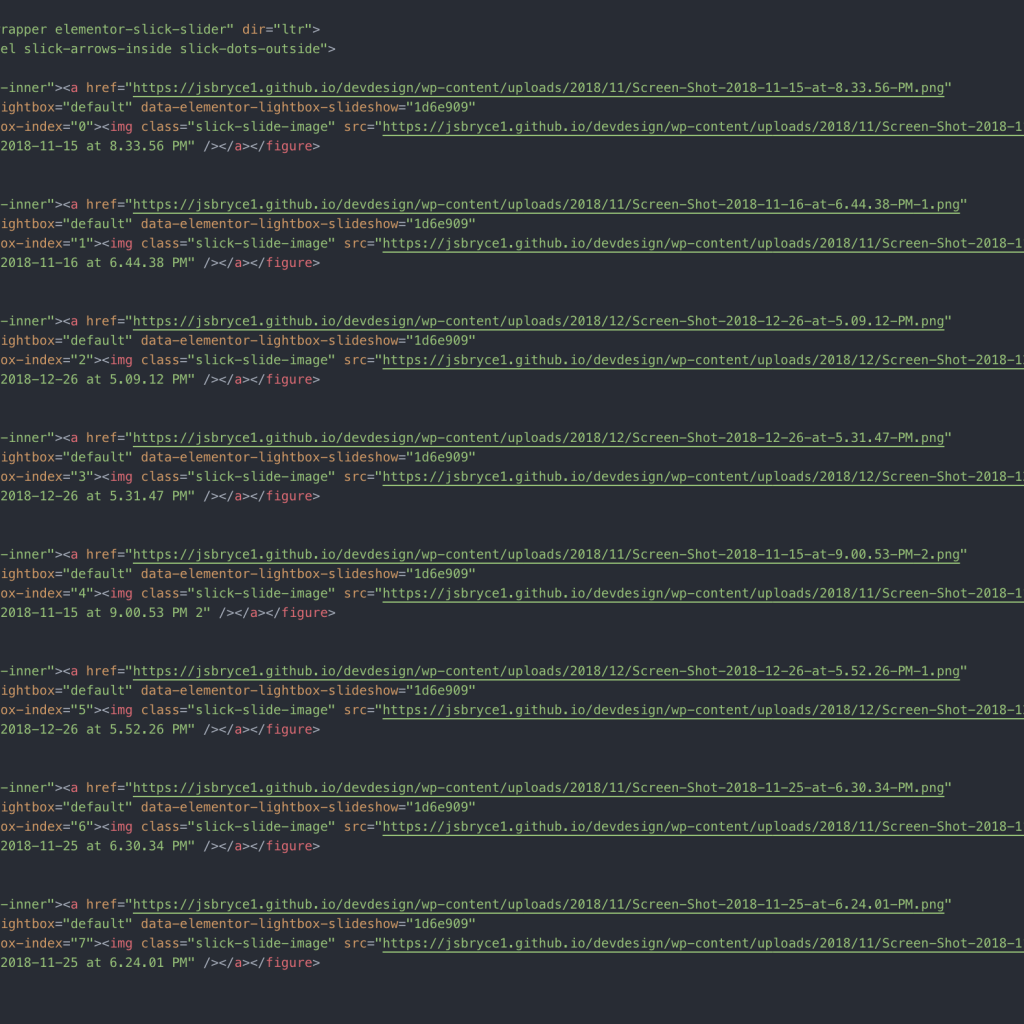 rapper elementor-slick-slider" dir="ltr">
el slick-arrows-inside slick-dots-outside">
-inner"><a href="https://jsbryce1.github.io/devdesign/wp-content/uploads/2018/11/Screen-Shot-2018-11-15-at-8.33.56-PM.png"
ightbox="default" data-elementor-lightbox-slideshow="1d6e909"
ox-index="0"><img class="slick-slide-image" src="https://jsbryce1.github.io/devdesign/wp-content/uploads/2018/11/Screen-Shot-2018-1
2018-11-15 at 8.33.56 PM" /></a></figure>
-inner"><a href="https://jsbryce1.github.io/devdesign/wp-content/uploads/2018/11/Screen-Shot-2018-11-16-at-6.44.38-PM-1.png"
ightbox="default" data-elementor-lightbox-slideshow="1d6e909"
ox-index="1"><img class="slick-slide-image" src="https://jsbryce1.github.io/devdesign/wp-content/uploads/2018/11/Screen-Shot-2018-1
2018-11-16 at 6.44.38 PM" /></a></figure>
-inner"><a href="https://jsbryce1.github.io/devdesign/wp-content/uploads/2018/12/Screen-Shot-2018-12-26-at-5.09.12-PM.png"
ightbox="default" data-elementor-lightbox-slideshow="1d6e909"
ox-index="2"><img class="slick-slide-image" src="https://jsbryce1.github.io/devdesign/wp-content/uploads/2018/12/Screen-Shot-2018-1
2018-12-26 at 5.09.12 PM" /></a></figure>
-inner"><a href="https://jsbryce1.github.io/devdesign/wp-content/uploads/2018/12/Screen-Shot-2018-12-26-at-5.31.47-PM.png"
ightbox="default" data-elementor-lightbox-slideshow="1d6e909"
ox-index="3"><img class="slick-slide-image" src="https://jsbryce1.github.io/devdesign/wp-content/uploads/2018/12/Screen-Shot-2018-1
2018-12-26 at 5.31.47 PM" /></a></figure>
-inner"><a href="https://jsbryce1.github.io/devdesign/wp-content/uploads/2018/11/Screen-Shot-2018-11-15-at-9.00.53-PM-2.png"
ightbox="default" data-elementor-lightbox-slideshow="1d6e909"
ox-index="4"><img class="slick-slide-image" src="https://jsbryce1.github.io/devdesign/wp-content/uploads/2018/11/Screen-Shot-2018-1
2018-11-15 at 9.00.53 PM 2" /></a></figure>
-inner"><a href="https://jsbryce1.github.io/devdesign/wp-content/uploads/2018/12/Screen-Shot-2018-12-26-at-5.52.26-PM-1.png"
ightbox="default" data-elementor-lightbox-slideshow="1d6e909"
ox-index="5"><img class="slick-slide-image" src="https://jsbryce1.github.io/devdesign/wp-content/uploads/2018/12/Screen-Shot-2018-1
2018-12-26 at 5.52.26 PM" /></a></figure>
-inner"><a href="https://jsbryce1.github.io/devdesign/wp-content/uploads/2018/11/Screen-Shot-2018-11-25-at-6.30.34-PM.png"
ightbox="default" data-elementor-lightbox-slideshow="1d6e909"
ox-index="6"><img class="slick-slide-image" src="https://jsbryce1.github.io/devdesign/wp-content/uploads/2018/11/Screen-Shot-2018-1
2018-11-25 at 6.30.34 PM" /></a></figure>
-inner"><a href="https://jsbryce1.github.io/devdesign/wp-content/uploads/2018/11/Screen-Shot-2018-11-25-at-6.24.01-PM.png"
ightbox="default" data-elementor-lightbox-slideshow="1d6e909"
ox-index="7"><img class="slick-slide-image" src="https://jsbryce1.github.io/devdesign/wp-content/uploads/2018/11/Screen-Shot-2018-1
2018-11-25 at 6.24.01 PM" /></a></figure>